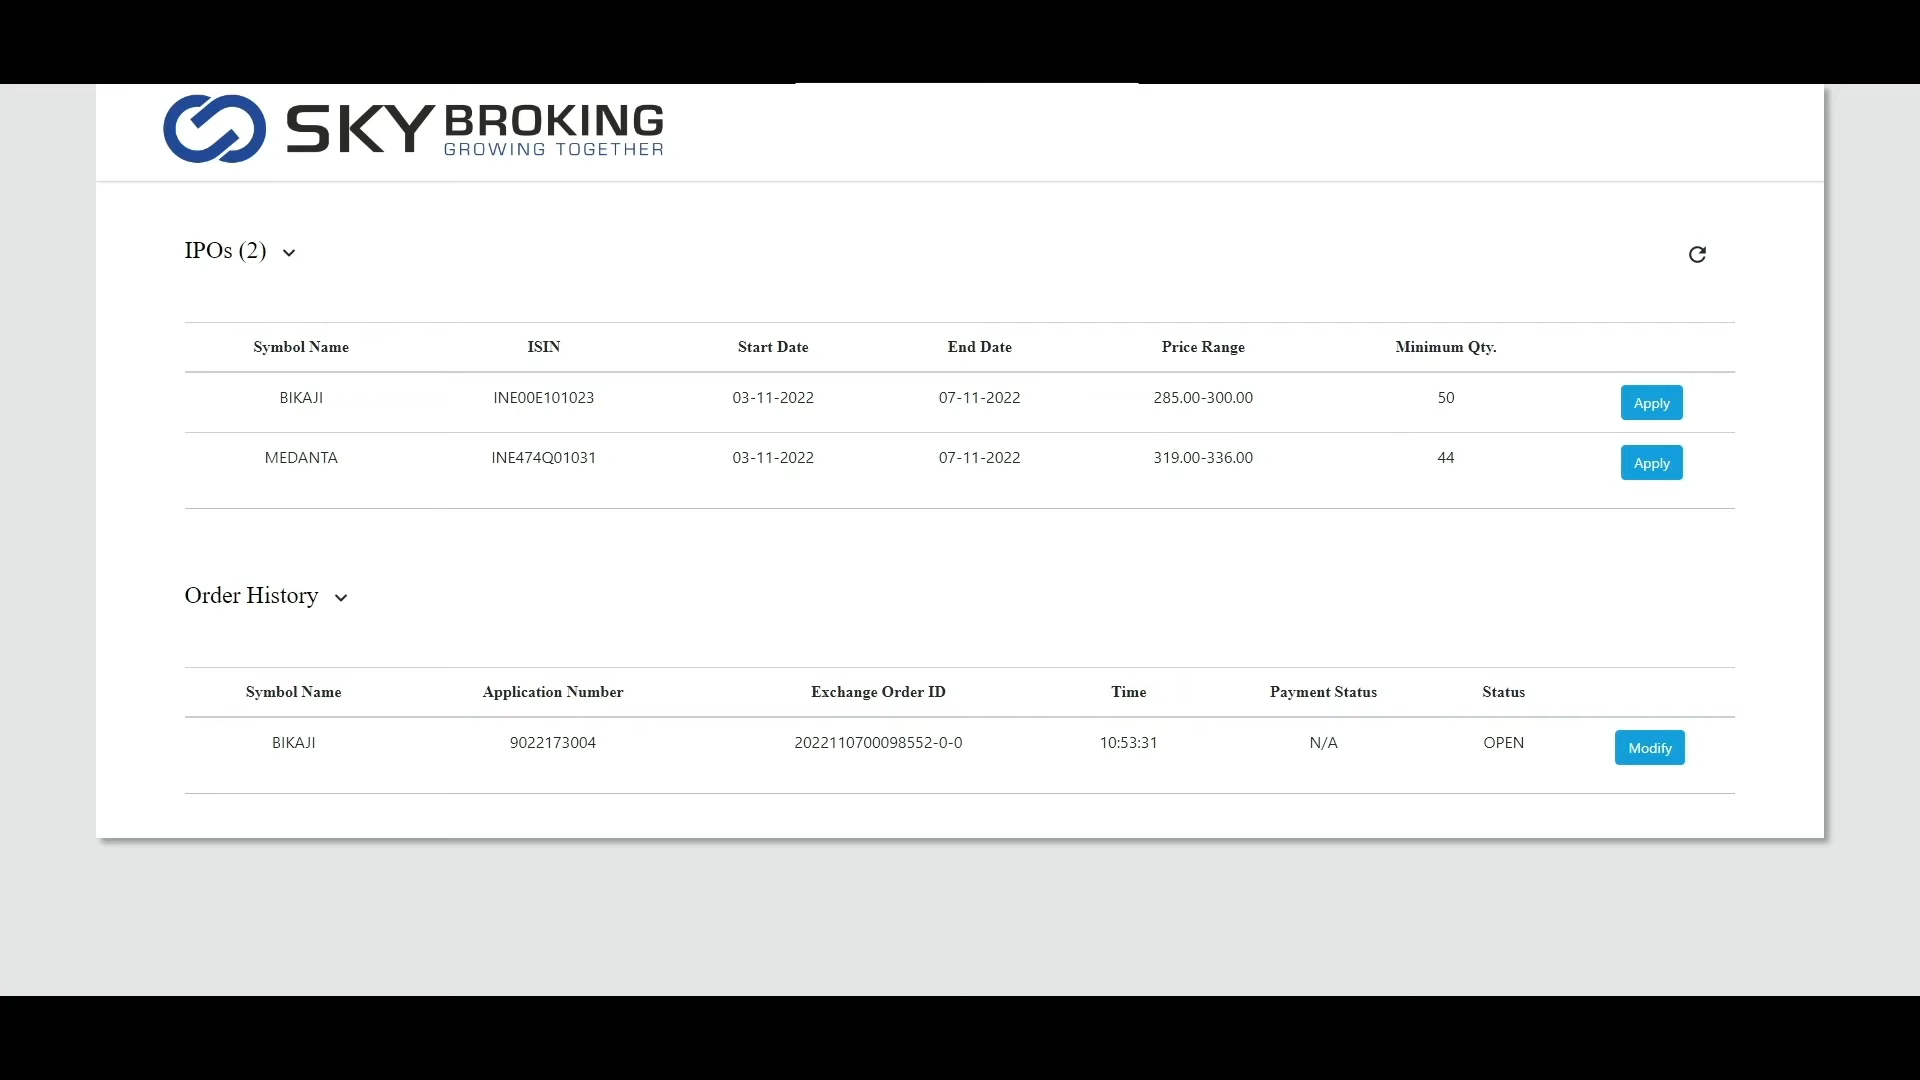 SKY BROKING
GROWING TOGETHER
IPOs (2)
Symbol Name ISIN Start Date End Date Price Range Minimum Qty.
BIKAJI INE00E101023 03-11-2022 07-11-2022 285.00-300.00 50 Apply
MEDANTA INE474Q01031 03-11-2022 07-11-2022 319.00-336.00 44 Apply
Order History
Symbol Name Application Number Exchange Order ID Time Payment Status Status
BIKAJI 9022173004 2022110700098552-0-0 10:53:31 N/A OPEN Modify